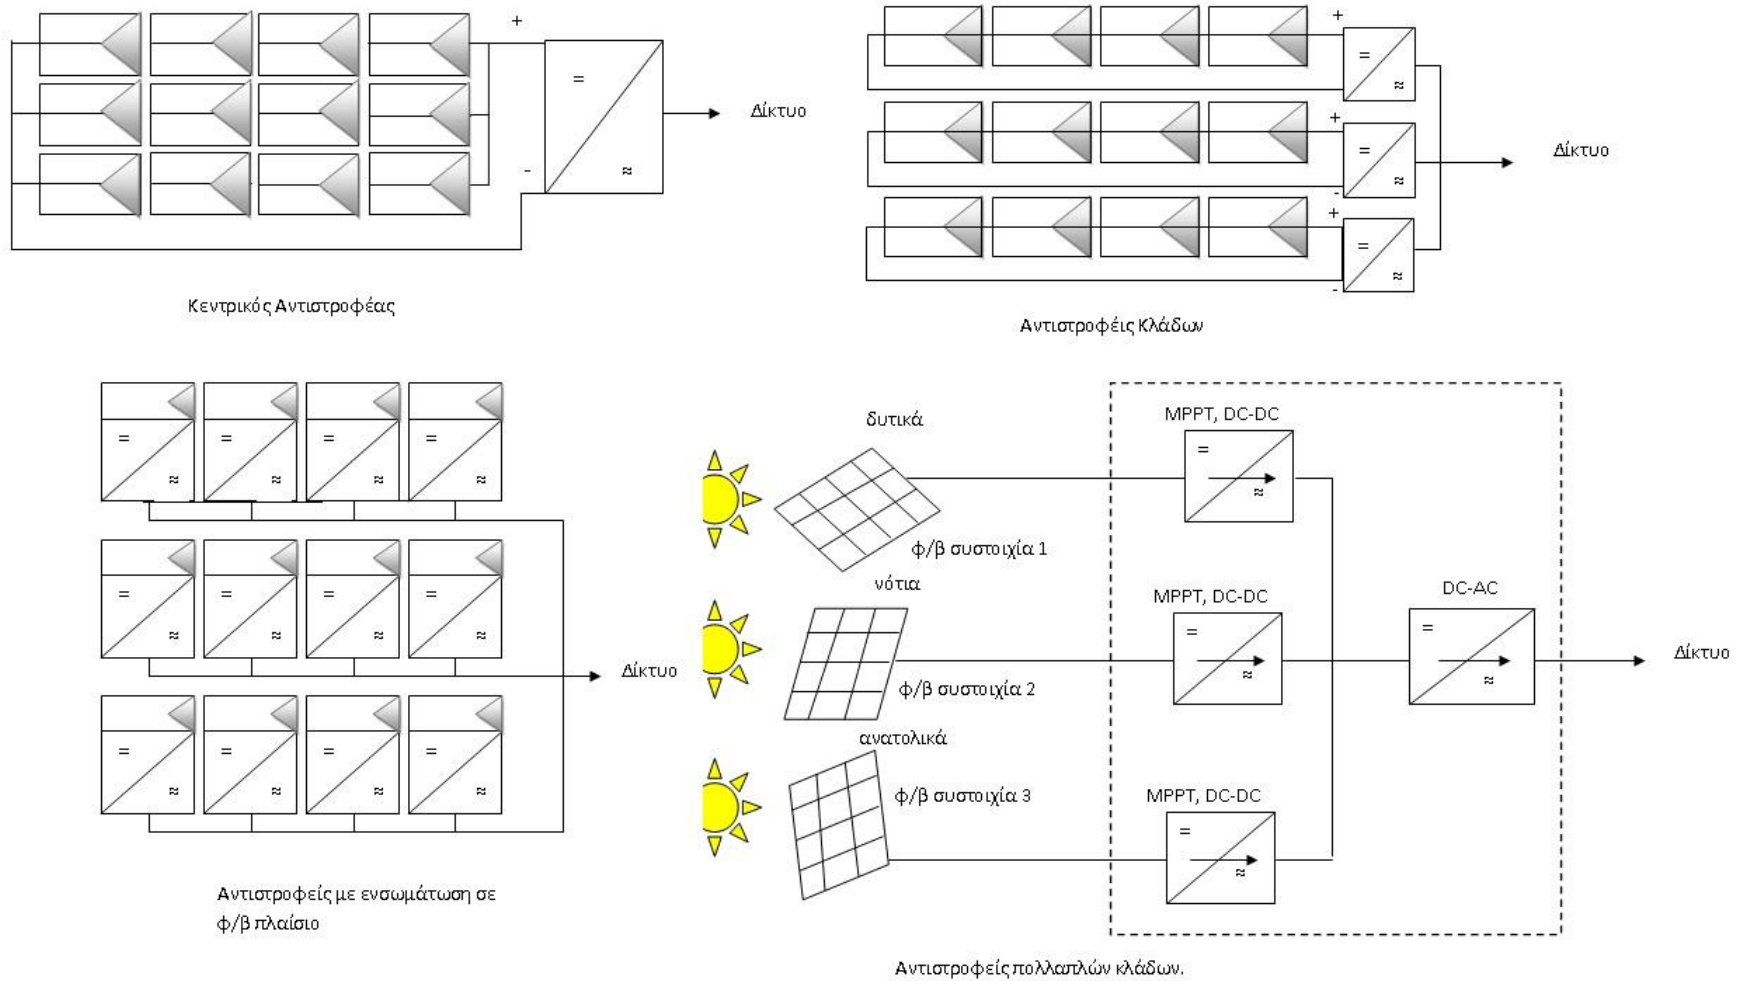 +
=
≈
-
Δίκτυο
Κεντρικός Αντιστροφέας
+
=
≈
+
=
≈
-
Δίκτυο
+
=
≈
-
Αντιστροφέις Κλάδων
= = = =
≈ ≈ ≈ ≈
= = = =
≈ ≈ ≈ ≈
Δίκτυο
= = = =
≈ ≈ ≈ ≈
Αντιστροφείς με ενσωμάτωση σε
φ/β πλαίσιο
δυτικά
MPPT, DC-DC
=
≈
φ/β συστοιχία 1
νότια
MPPT, DC-DC
=
≈
DC-AC
=
≈
Δίκτυο
φ/β συστοιχία 2
ανατολικά
φ/β συστοιχία 3
MPPT, DC-DC
=
≈
Αντιστροφείς πολλαπλών κλάδων.